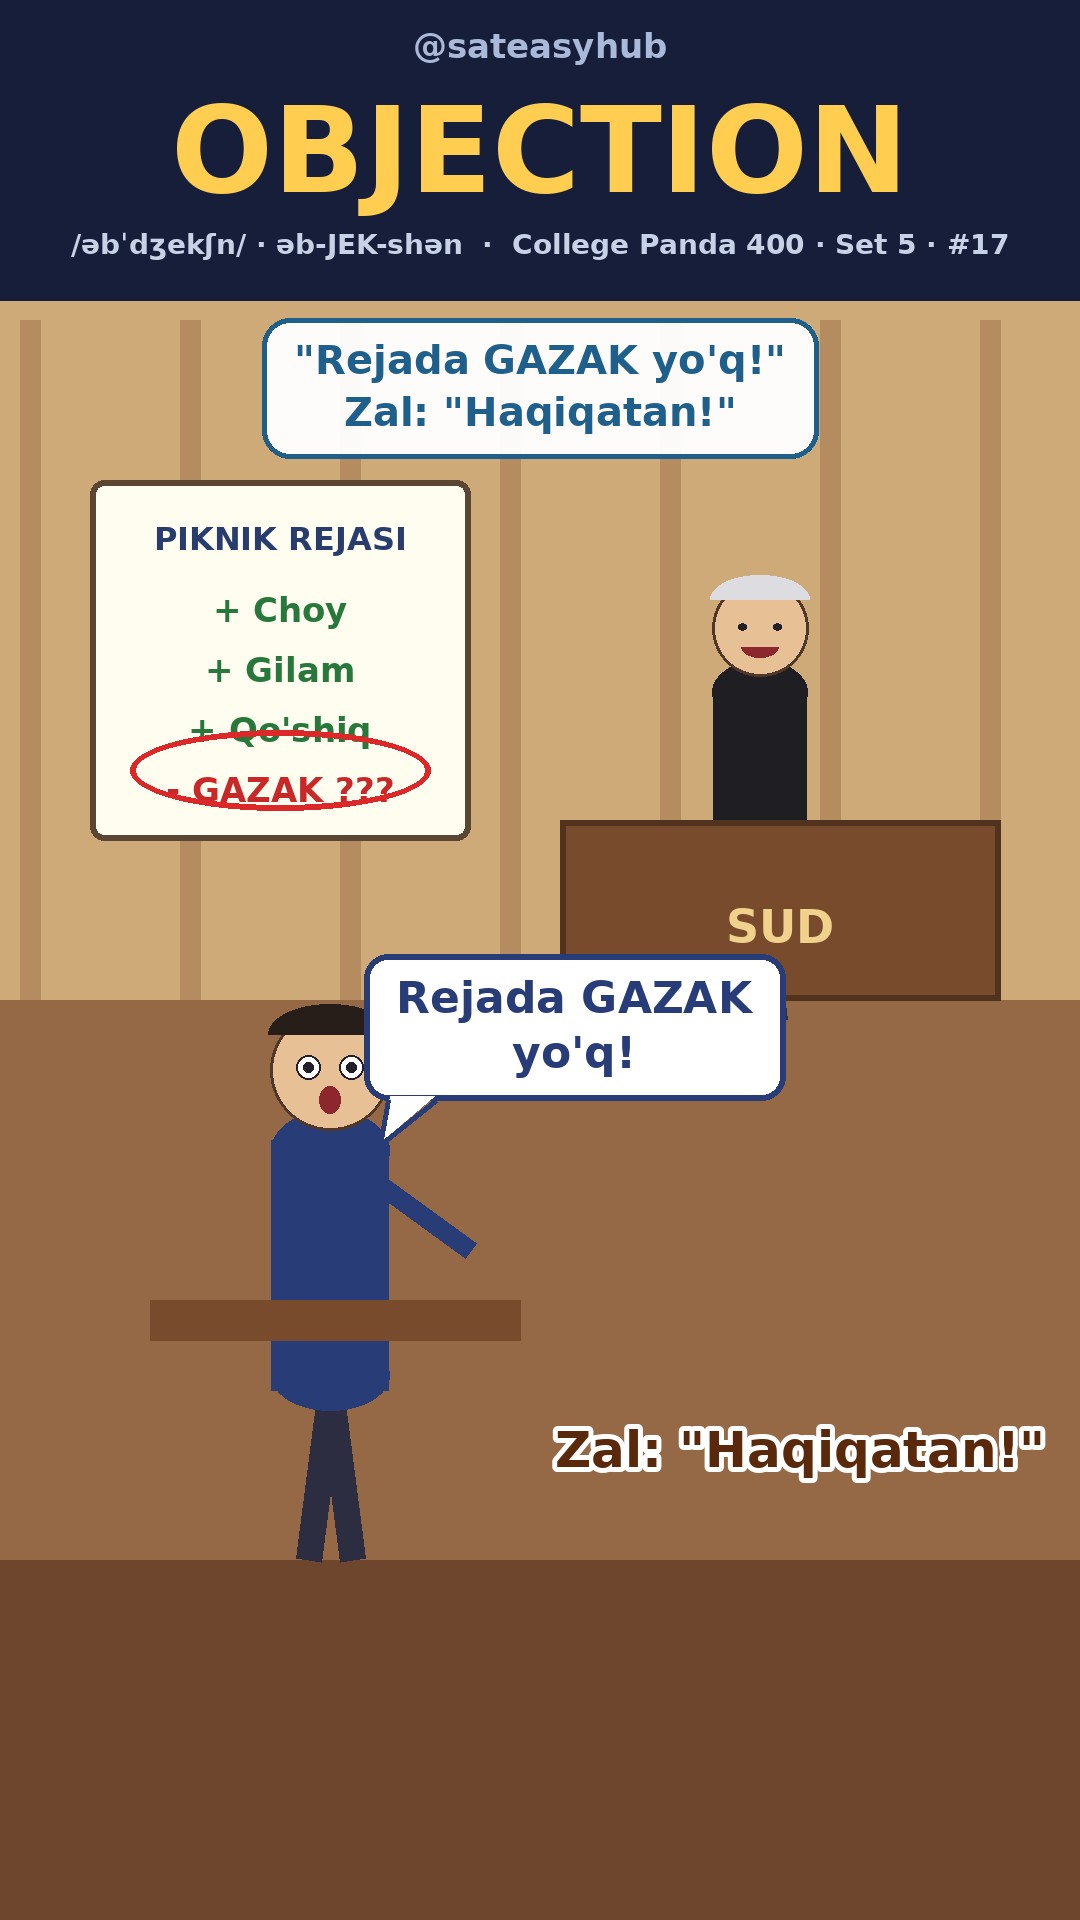 @sateasyhub
OBJECTION
/əbˈdʒekʃn/ · əb-JEK-shən · College Panda 400 · Set 5 · #17
"Rejada GAZAK yo'q!"
Zal: "Haqiqatan!"
PIKNIK REJASI
+ Choy
+ Gilam
+ Qo'shiq
- GAZAK ???
SUD
Rejada GAZAK
yo'q!
Zal: "Haqiqatan!"